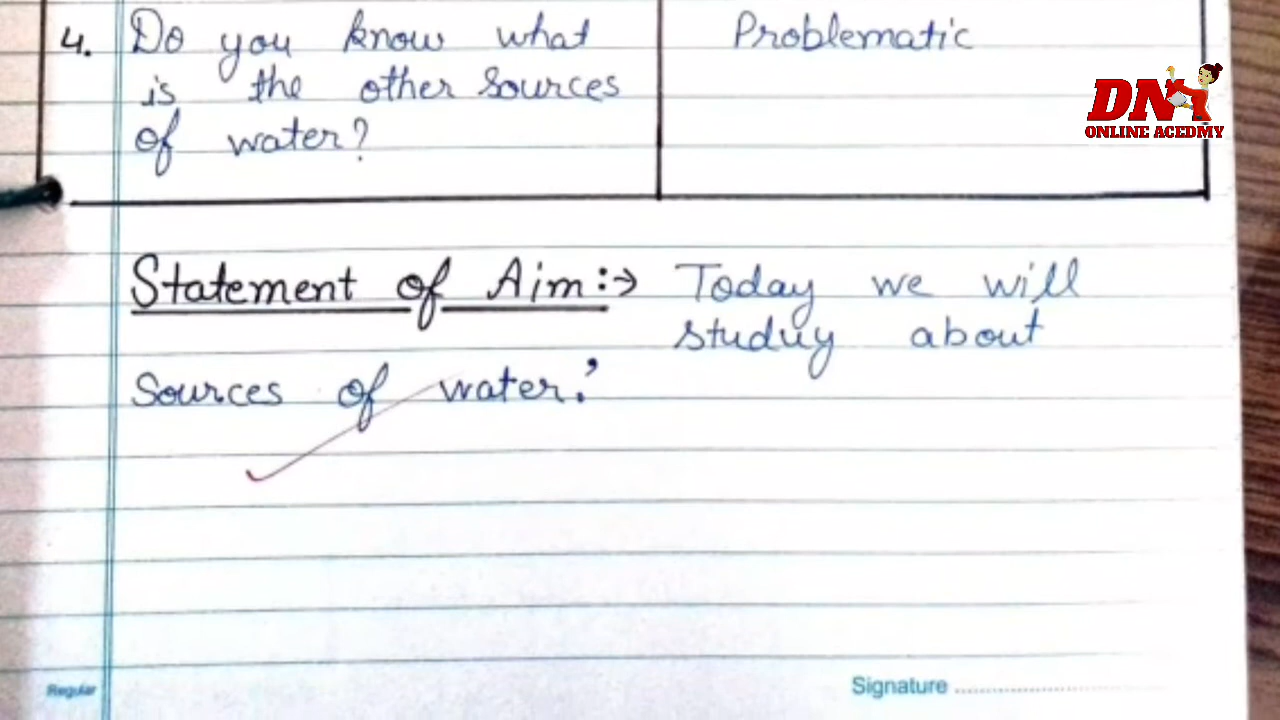 4. Do you know what Problematic
is the other sources
of water?
DNA
ONLINE ACEDMY
Statement of Aim:→ Today we will
studuy about
Sources of water.'
Regular
Signature ........................